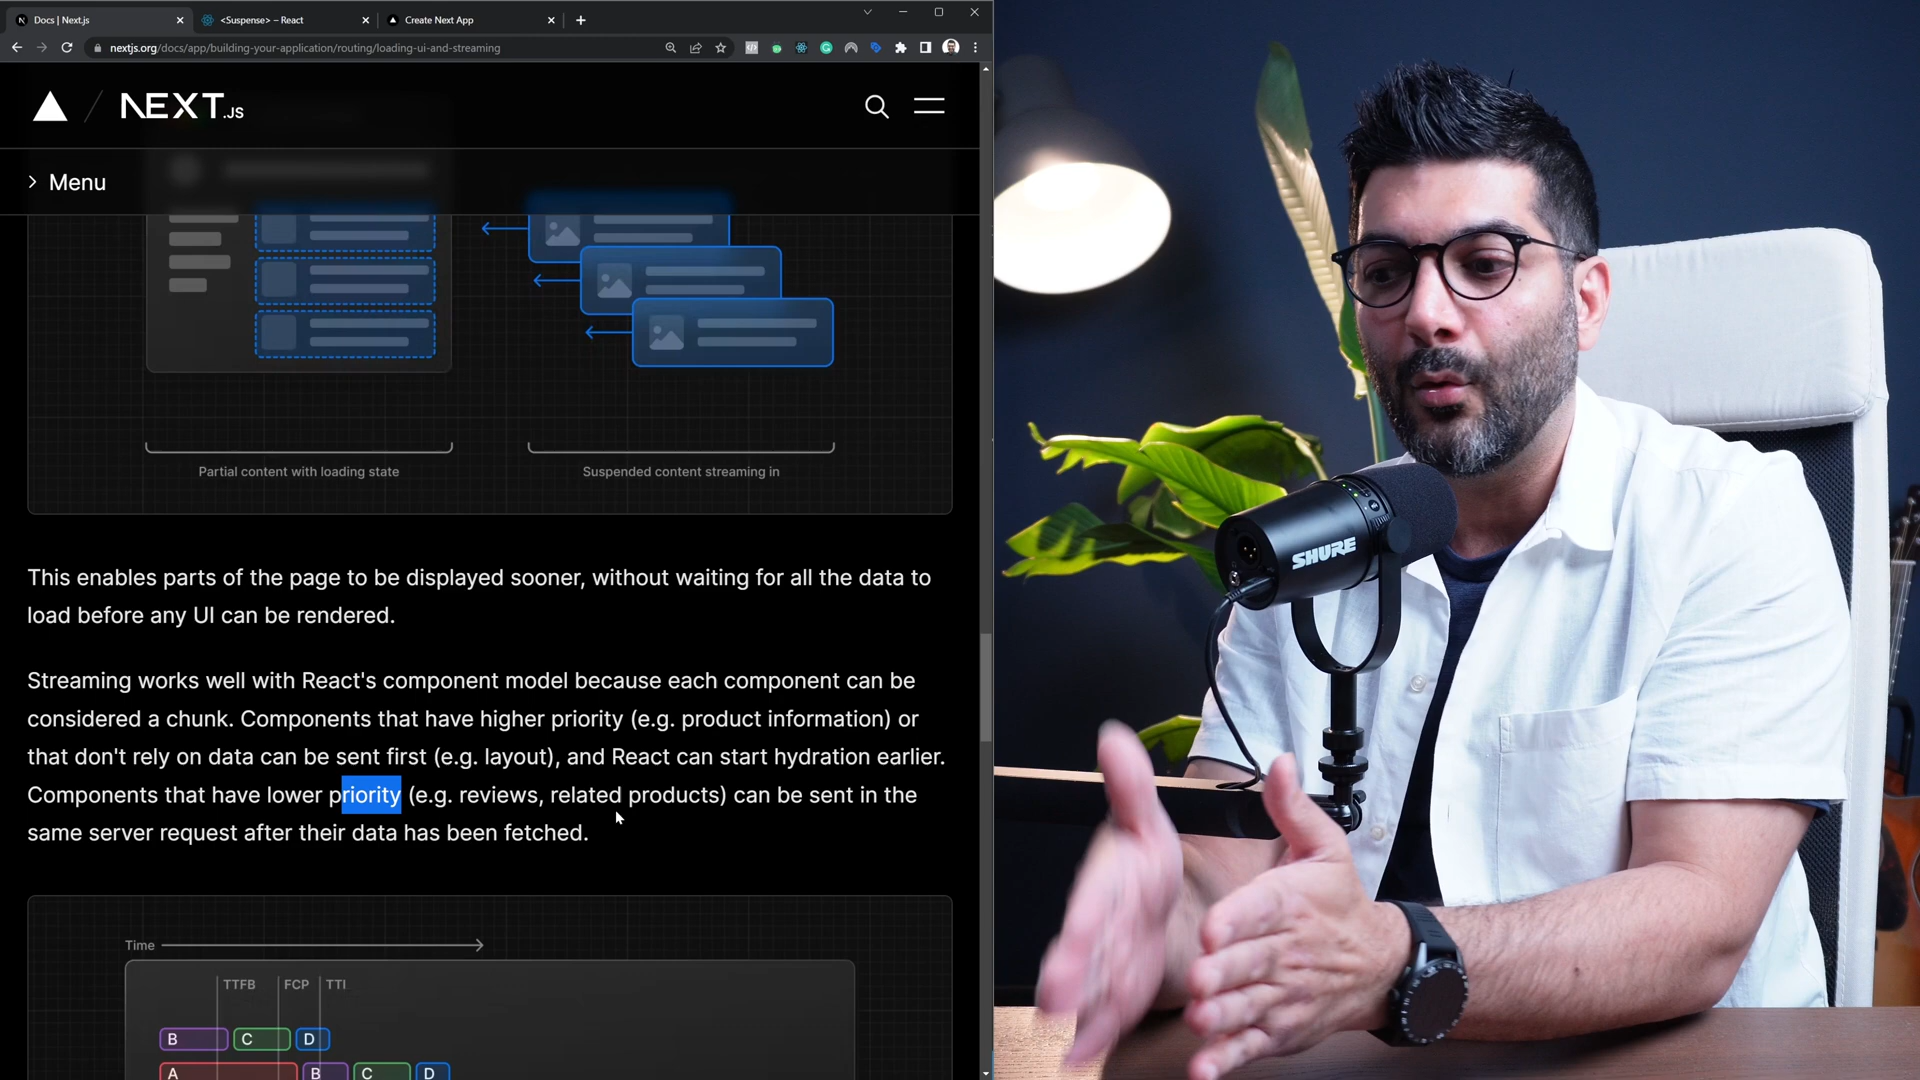 Docs | Next.js
<Suspense> – React
Create Next App
nextjs.org/docs/app/building-your-application/routing/loading-ui-and-streaming
NEXT.JS
Menu
Partial content with loading state
Suspended content streaming in
This enables parts of the page to be displayed sooner, without waiting for all the data to
load before any UI can be rendered.
Streaming works well with React's component model because each component can be
considered a chunk. Components that have higher priority (e.g. product information) or
that don't rely on data can be sent first (e.g. layout), and React can start hydration earlier.
Components that have lower priority (e.g. reviews, related products) can be sent in the
same server request after their data has been fetched.
Time
TTFB FCP TTI
B C D
A B C D
SHURE